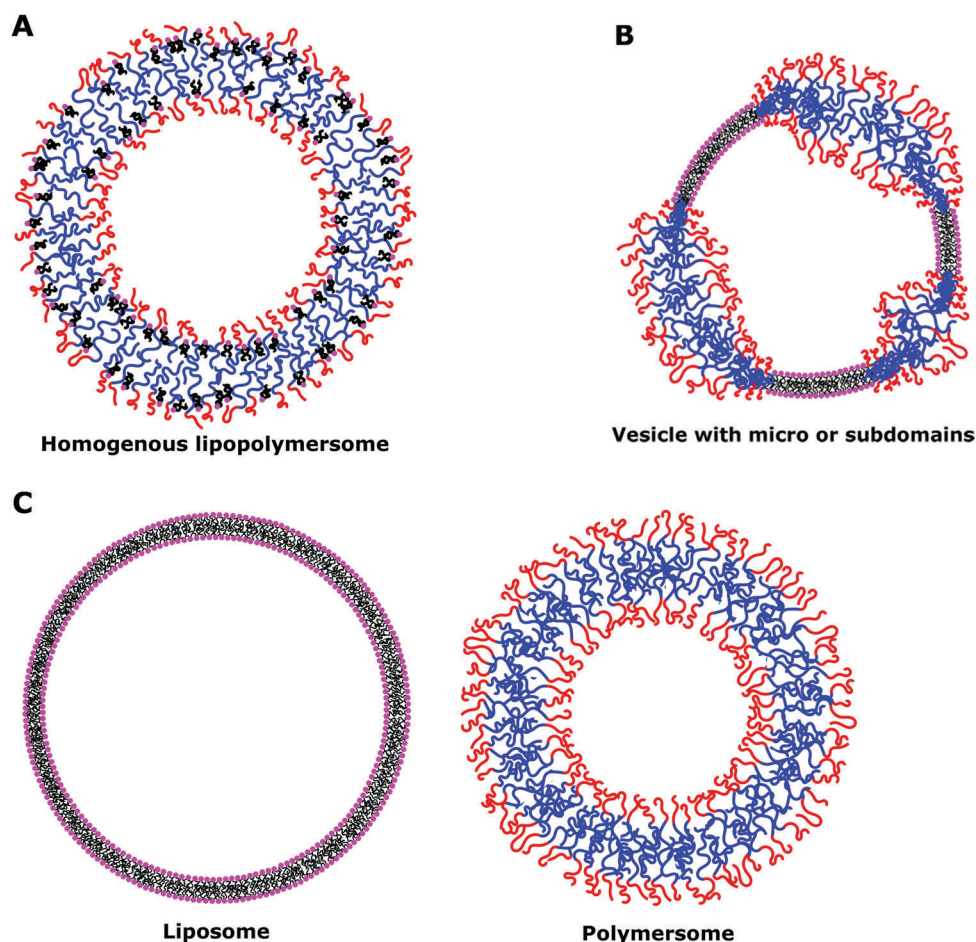 A
Homogenous lipopolymersome
B
Vesicle with micro or subdomains
C
Liposome
Polymersome